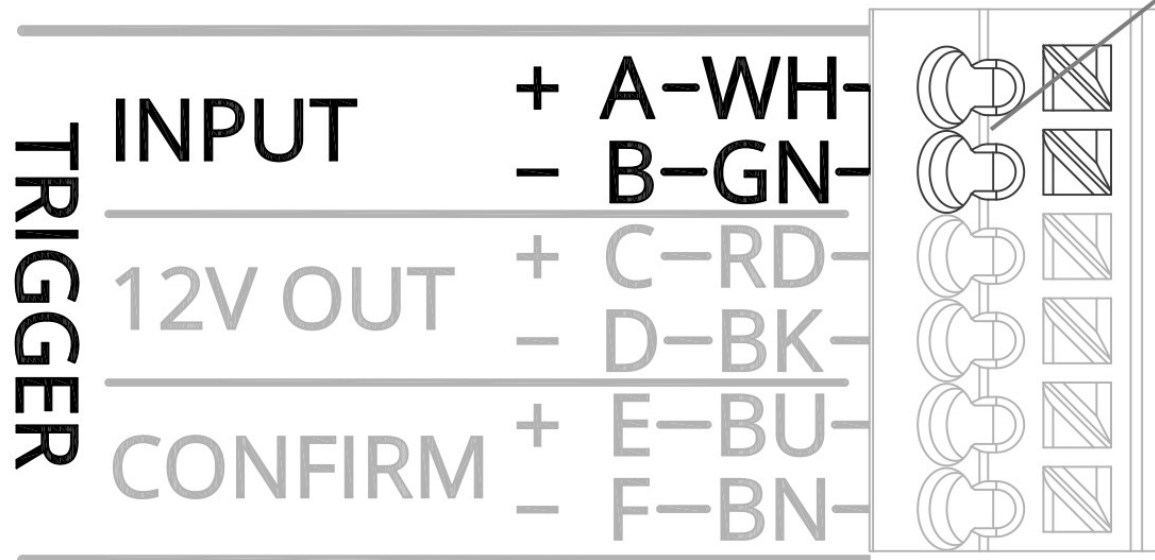 TRIGGER
INPUT
+ A-WH-
- B-GN-
12V OUT
+ C-RD-
- D-BK-
CONFIRM
+ E-BU-
- F-BN-